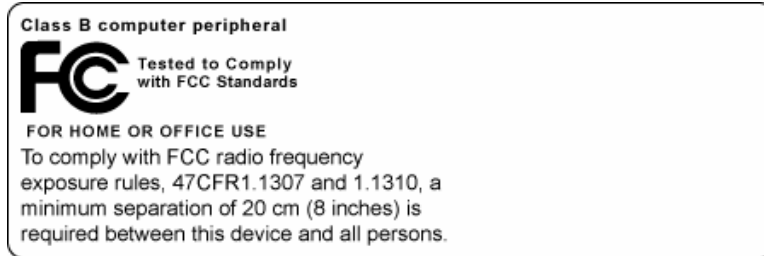 Class B computer peripheral
FC
Tested to Comply
with FCC Standards
FOR HOME OR OFFICE USE
To comply with FCC radio frequency
exposure rules, 47CFR1.1307 and 1.1310, a
minimum separation of 20 cm (8 inches) is
required between this device and all persons.